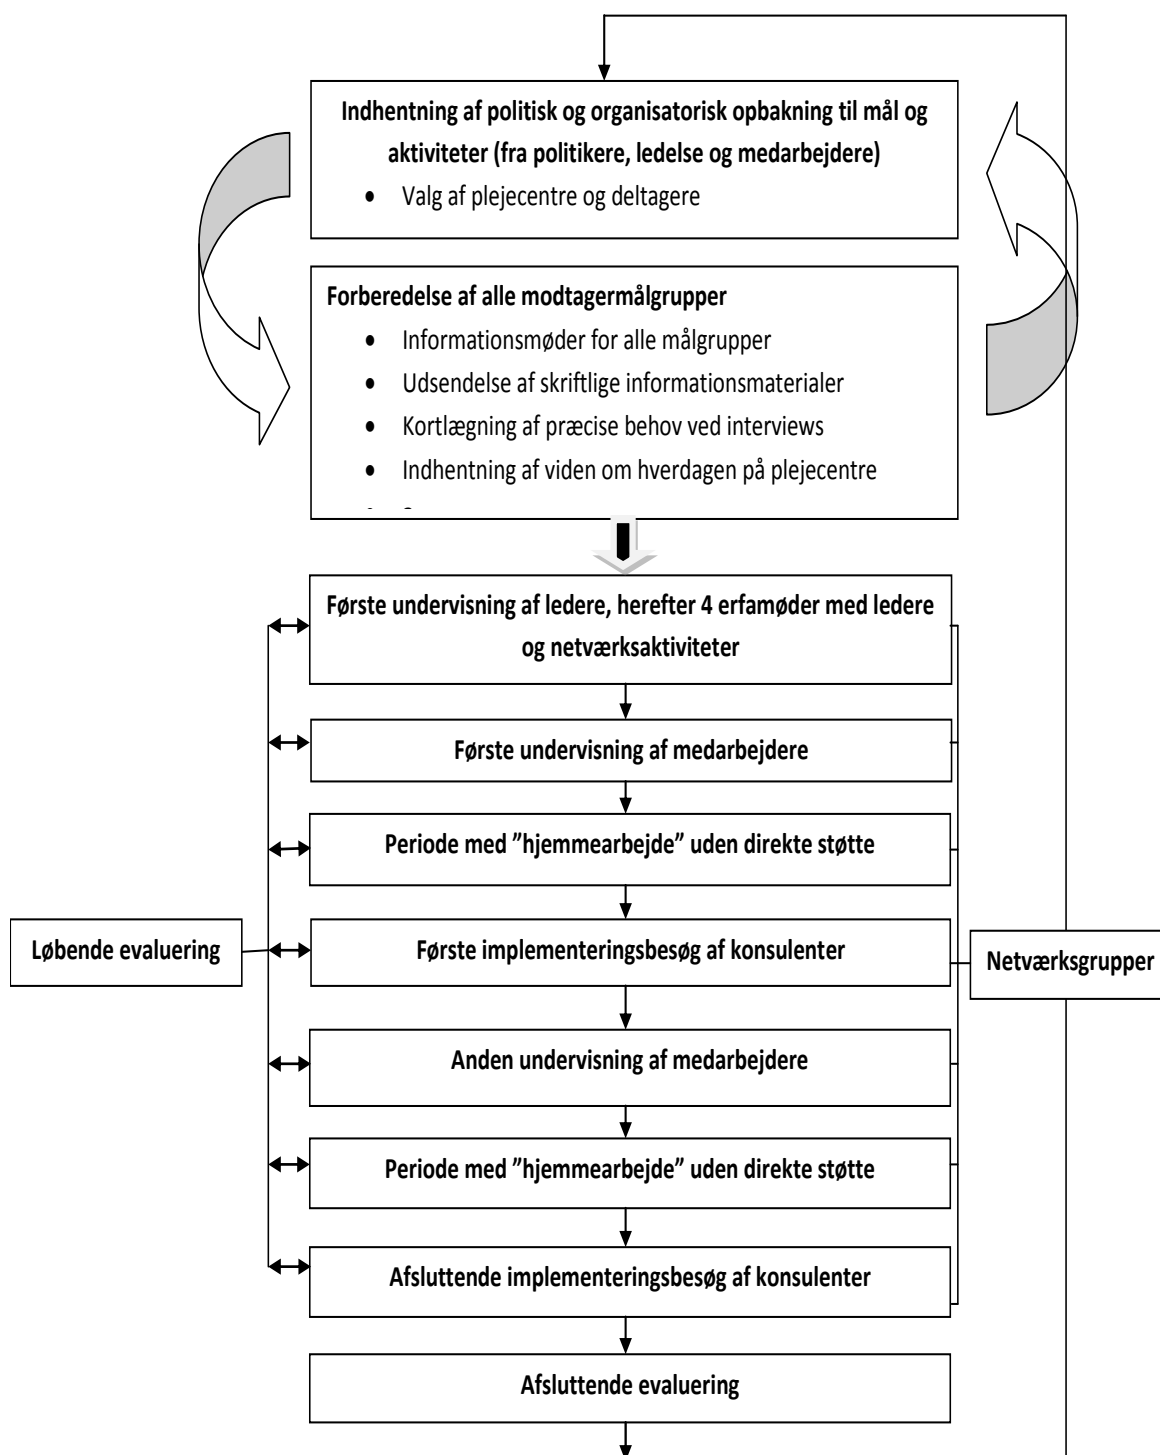 Indhentning af politisk og organisatorisk opbakning til mål og
aktiviteter (fra politikere, ledelse og medarbejdere)
• Valg af plejecentre og deltagere
Forberedelse af alle modtagermålgrupper
• Informationsmøder for alle målgrupper
• Udsendelse af skriftlige informationsmaterialer
• Kortlægning af præcise behov ved interviews
• Indhentning af viden om hverdagen på plejecentre
Første undervisning af ledere, herefter 4 erfamøder med ledere
og netværksaktiviteter
Første undervisning af medarbejdere
Periode med ”hjemmearbejde” uden direkte støtte
Løbende evaluering
Første implementeringsbesøg af konsulenter
Netværksgrupper
Anden undervisning af medarbejdere
Periode med ”hjemmearbejde” uden direkte støtte
Afsluttende implementeringsbesøg af konsulenter
Afsluttende evaluering